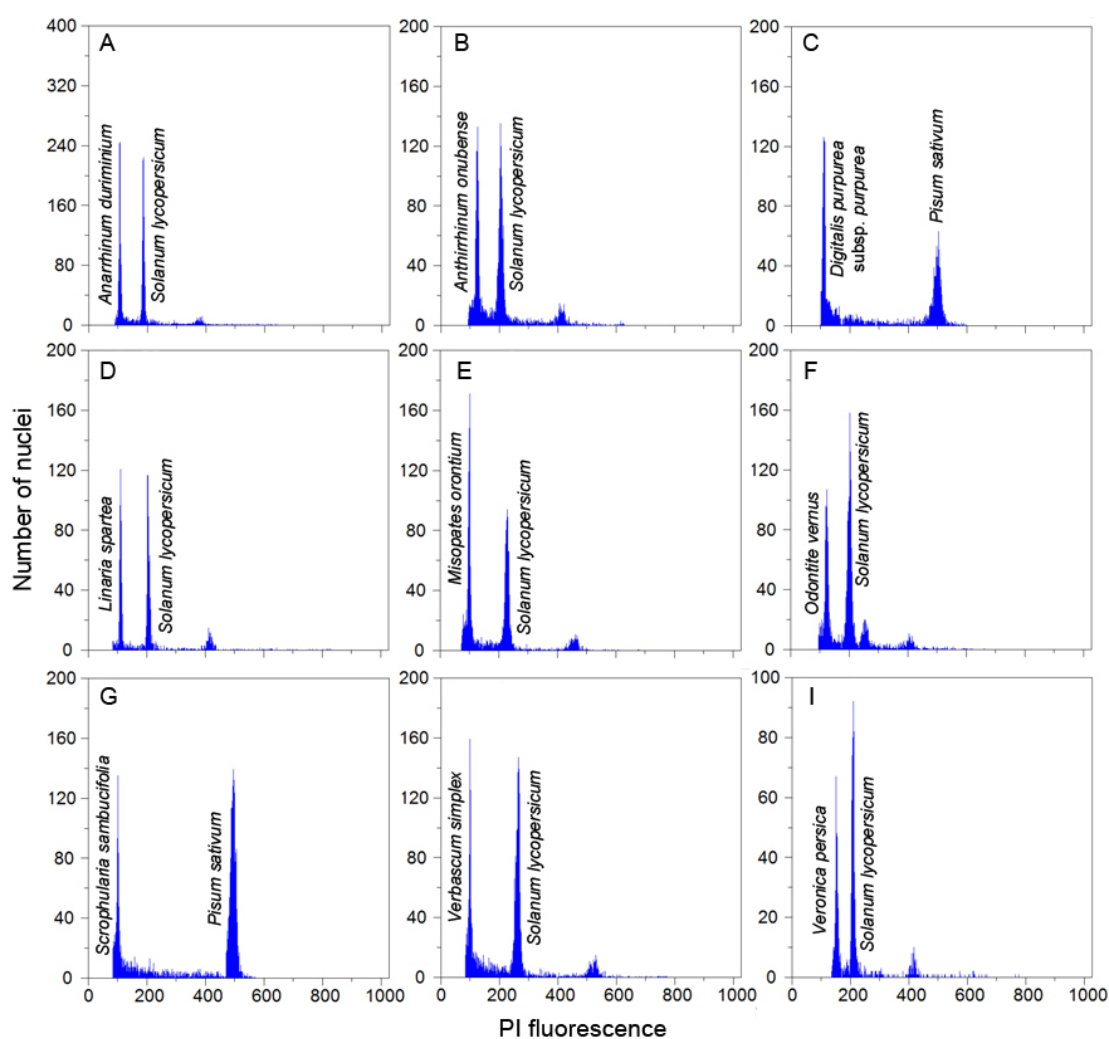 A
400
320
240
160
80
0
Anarrhinum duriminium
Solanum lycopersicum
B
200
160
120
80
40
0
Anthirrhinum onubense
Solanum lycopersicum
C
200
160
120
80
40
0
Digitalis purpurea
subsp. purpurea
Pisum sativum
Number of nuclei
D
200
160
120
80
40
0
Linaria spartea
Solanum lycopersicum
E
200
160
120
80
40
0
Misopates orontium
Solanum lycopersicum
F
200
160
120
80
40
0
Odontite vernus
Solanum lycopersicum
G
200
160
120
80
40
0
Scrophularia sambucifolia
Pisum sativum
0 200 400 600 800 1000
200
160
120
80
40
0
Verbascum simplex
Solanum lycopersicum
0 200 400 600 800 1000
I
100
80
60
40
20
0
Veronica persica
Solanum lycopersicum
0 200 400 600 800 1000
PI fluorescence